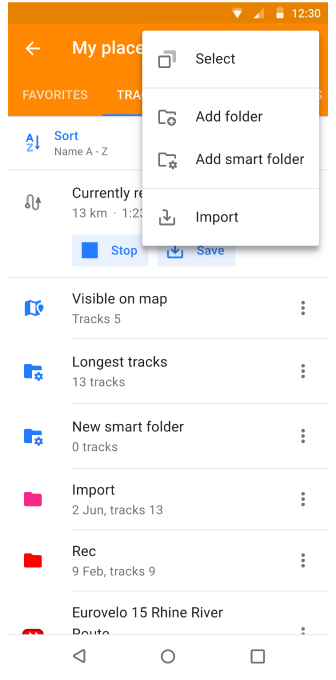 12:30
My place
Select
FAVORITES TRA S
Add folder
Sort
Name A - Z
Add smart folder
Currently re
13 km · 1:23
Import
Stop Save
Visible on map
Tracks 5
Longest tracks
13 tracks
New smart folder
0 tracks
Import
2 Jun, tracks 13
Rec
9 Feb, tracks 9
Eurovelo 15 Rhine River
Route